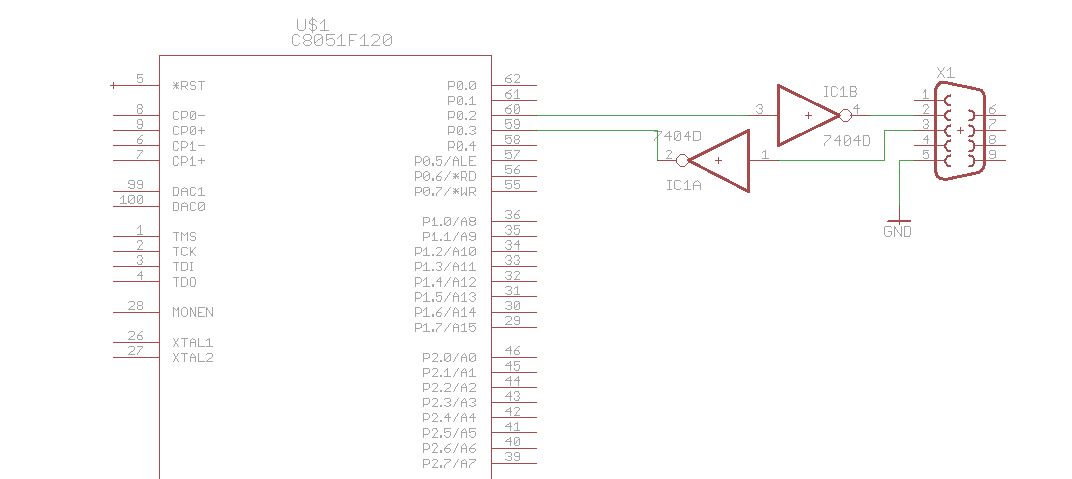 U$1
C8051F120
5 *RST P0.0 62
P0.1 61
8 CP0- P0.2 60
9 CP0+ P0.3 59
6 CP1- P0.4 58
7 CP1+ P0.5/ALE 57
P0.6/*RD 56
99 DAC1 P0.7/*WR 55
100 DAC0
P1.0/A8 36
1 TMS P1.1/A9 35
2 TCK P1.2/A10 34
3 TDI P1.3/A11 33
4 TDO P1.4/A12 32
P1.5/A13 31
28 MONEN P1.6/A14 30
P1.7/A15 29
26 XTAL1
27 XTAL2 P2.0/A0 46
P2.1/A1 45
P2.2/A2 44
P2.3/A3 43
P2.4/A4 42
P2.5/A5 41
P2.6/A6 40
P2.7/A7 39
3 IC1B 4
7404D
7404D
2 1
IC1A
X1
1
2 6
3 7
4 8
5 9
GND